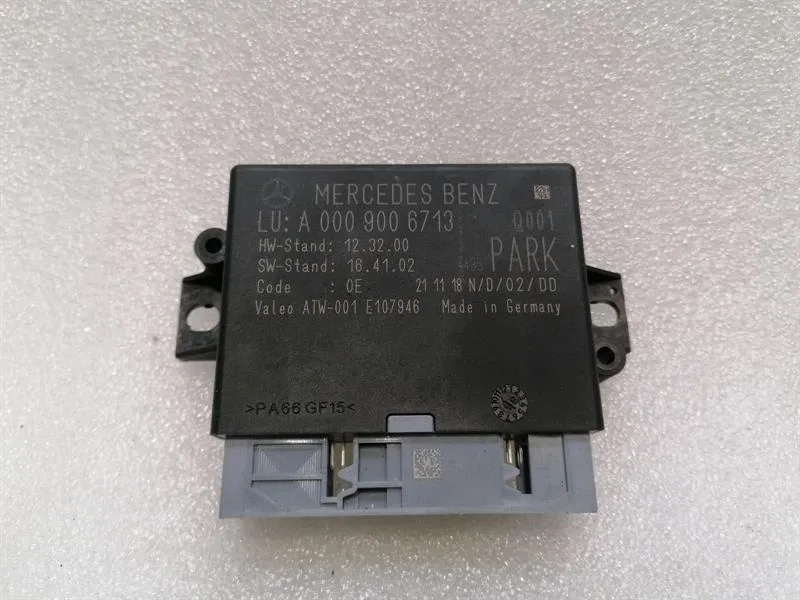 MERCEDES BENZ
LU: A 000 900 6713 Q001
HW-Stand: 12.32.00 PARK
SW-Stand: 16.41.02
Code : 0E 21 11 18 N/D/02/DD
Valeo ATW-001 E107946 Made in Germany
>PA66 GF15<